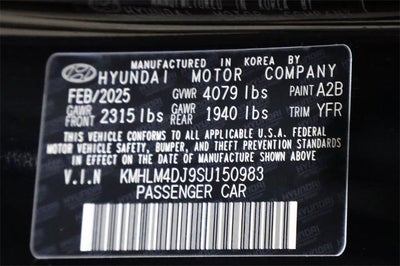 MANUFACTURED IN KOREA BY
HYUNDAI MOTOR COMPANY
FEB/2025 GVWR 4079 lbs PAINT A2B
GAWR FRONT 2315 lbs GAWR REAR 1940 lbs TRIM YFR
THIS VEHICLE CONFORMS TO ALL APPLICABLE U.S.A. FEDERAL
MOTOR VEHICLE SAFETY, BUMPER, AND THEFT PREVENTION STANDARDS
IN EFFECT ON THE DATE OF MANUFACTURE SHOWN ABOVE.
V.I.N KMHLM4DJ9SU150983
PASSENGER CAR